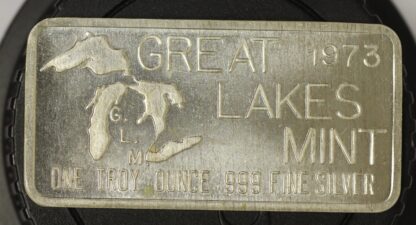 GREAT 1973
LAKES
MINT
G.
L.
M
ONE TROY OUNCE 999 FINE SILVER